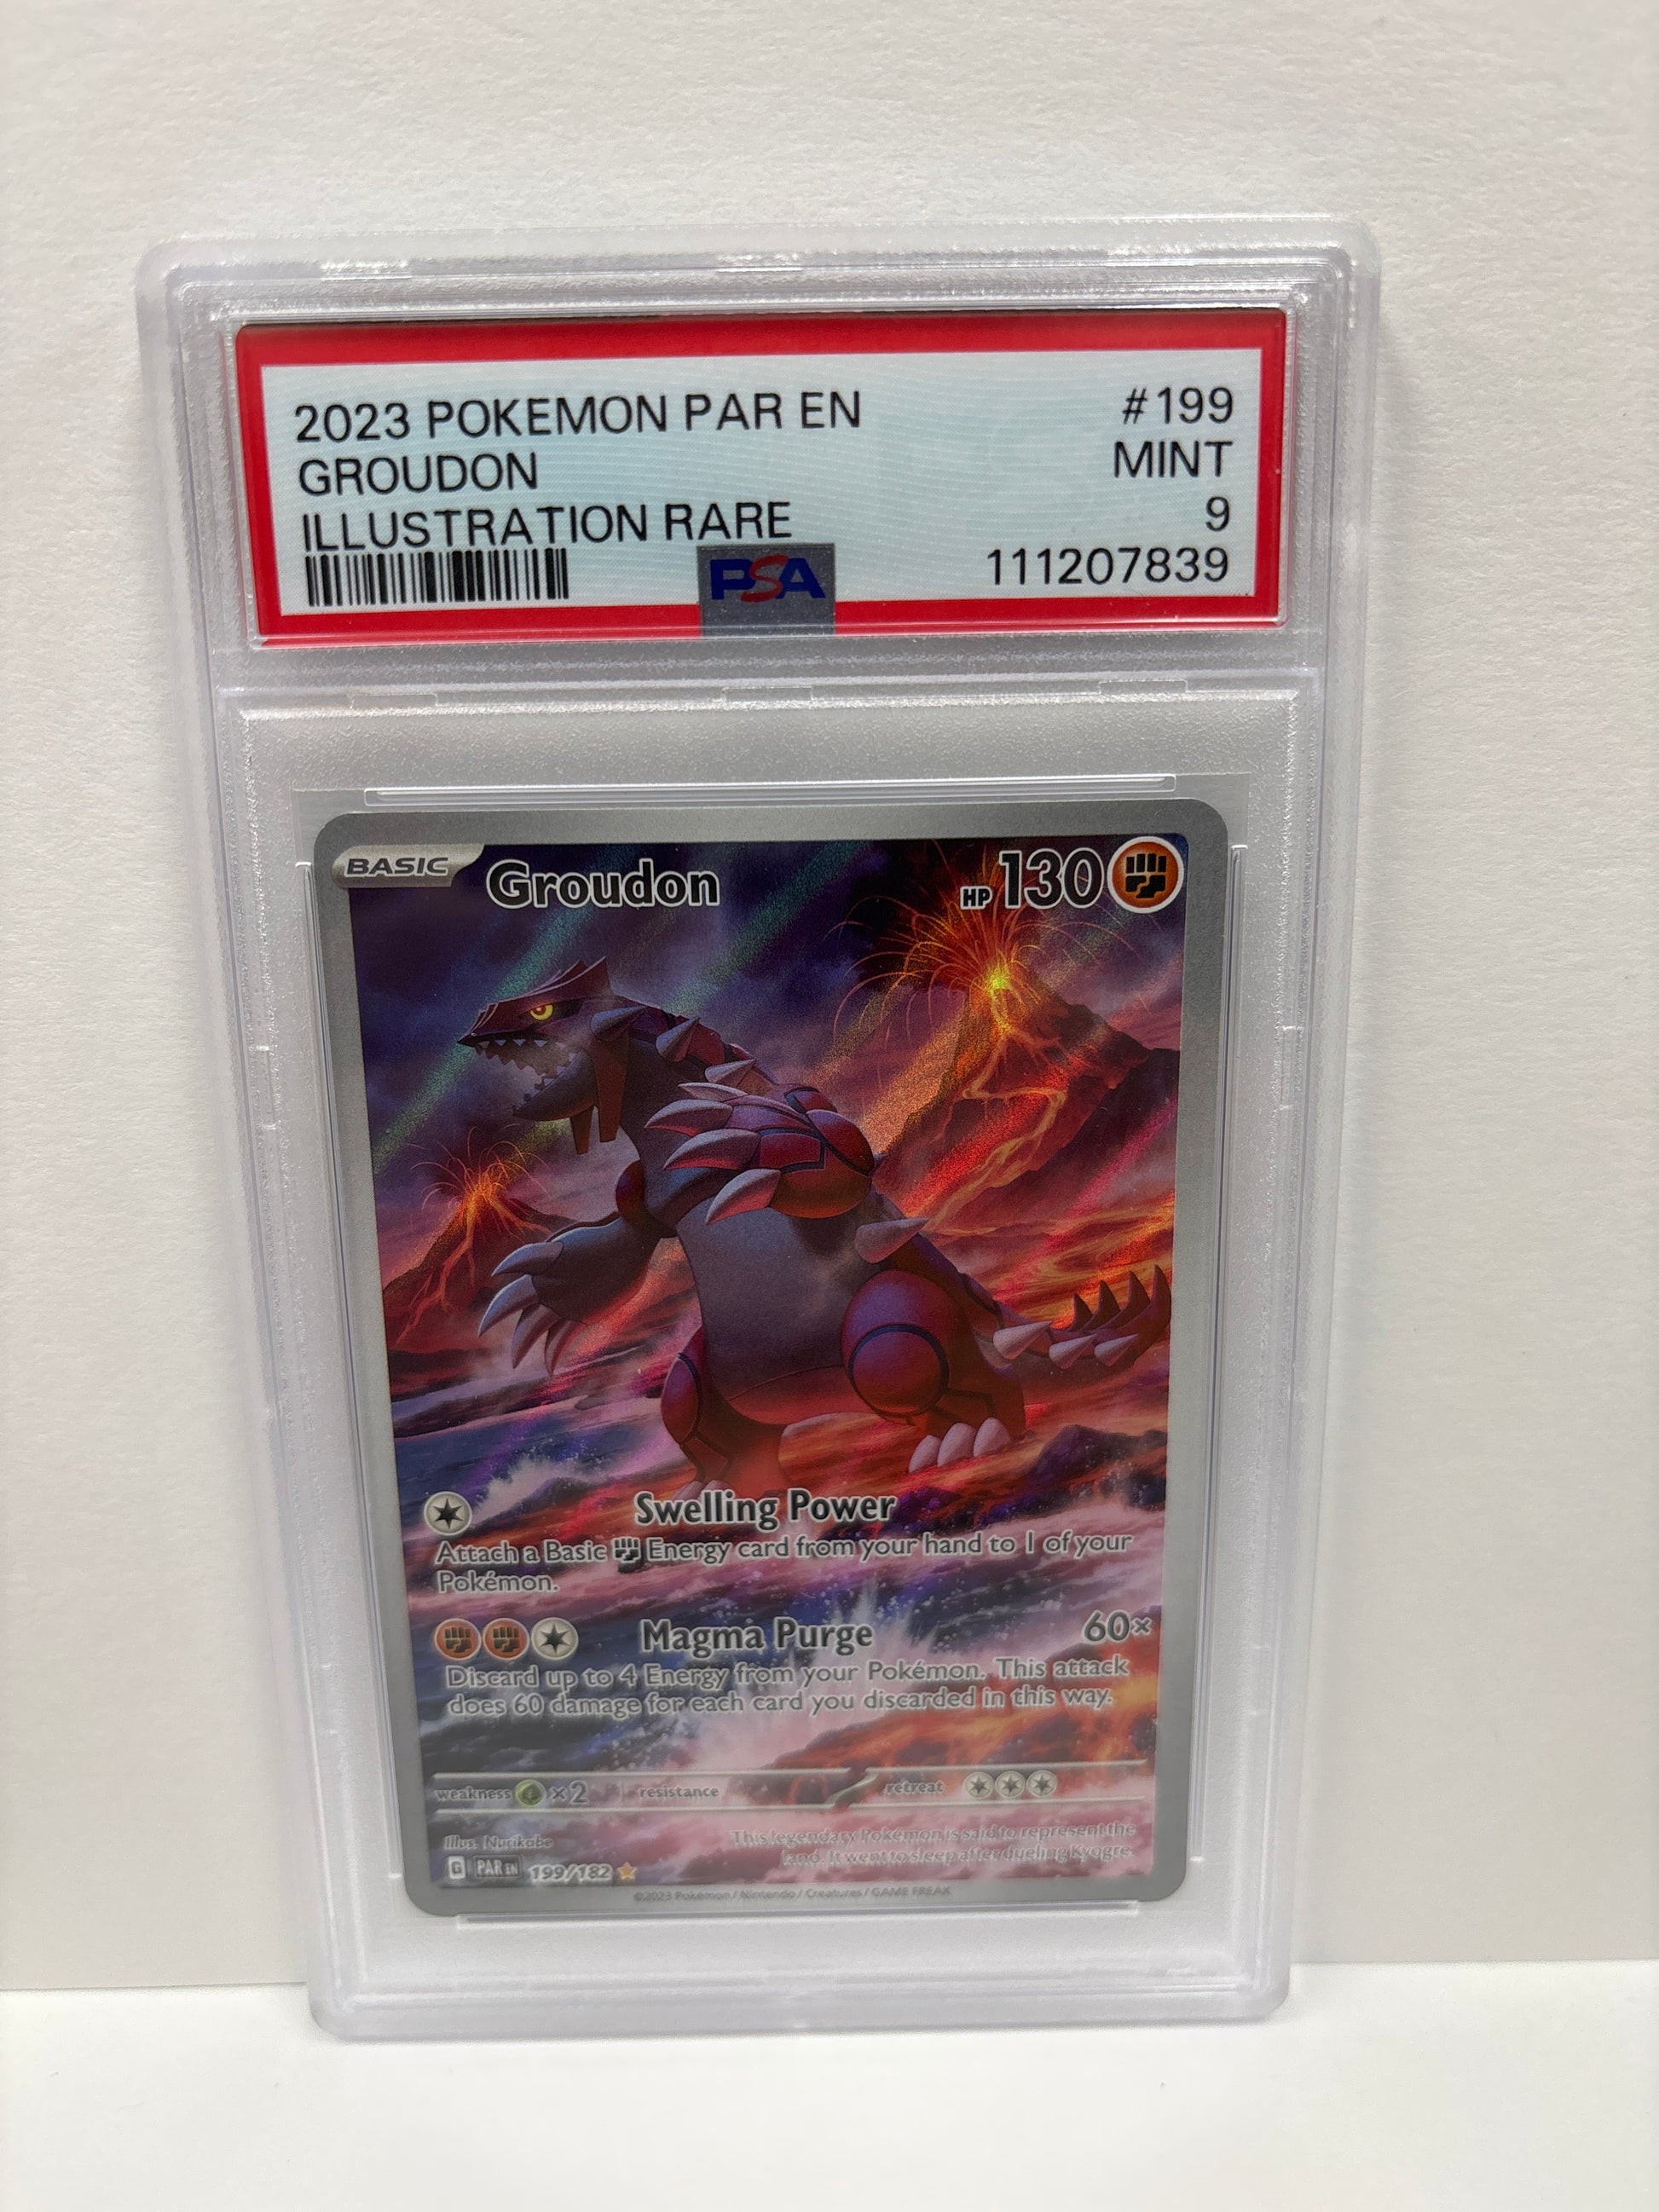 2023 POKEMON PAR EN #199
GROUDON MINT
ILLUSTRATION RARE 9
PSA 111207839
BASIC Groudon HP 130
Swelling Power
Attach a Basic Energy card from your hand to 1 of your
Pokémon.
Magma Purge 60×
Discard up to 4 Energy from your Pokémon. This attack
does 60 damage for each card you discarded in this way.
weakness ×2 resistance retreat
Illus. Nurikabe
This legendary Pokémon is said to represent the
land. It went to sleep after dueling Kyogre.
G PAR EN 199/182
©2023 Pokémon / Nintendo / Creatures / GAME FREAK